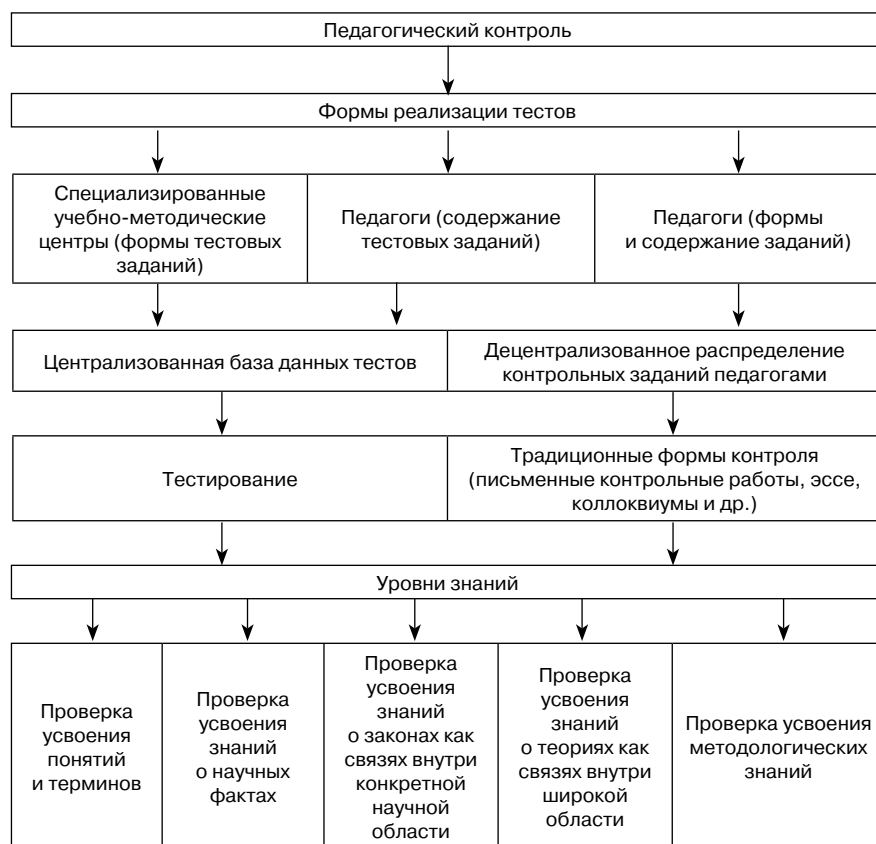 Педагогический контроль
Формы реализации тестов
Специализированные
учебно-методические
центры (формы тестовых
заданий)
Педагоги (содержание
тестовых заданий)
Педагоги (формы
и содержание заданий)
Централизованная база данных тестов
Децентрализованное распределение
контрольных заданий педагогами
Тестирование
Традиционные формы контроля
(письменные контрольные работы, эссе,
коллоквиумы и др.)
Уровни знаний
Проверка
усвоения
понятий
и терминов
Проверка
усвоения
знаний
о научных
фактах
Проверка
усвоения
знаний
о законах как
связях внутри
конкретной
научной
области
Проверка
усвоения
знаний
о теориях как
связях внутри
широкой
области
Проверка усвоения
методологических
знаний